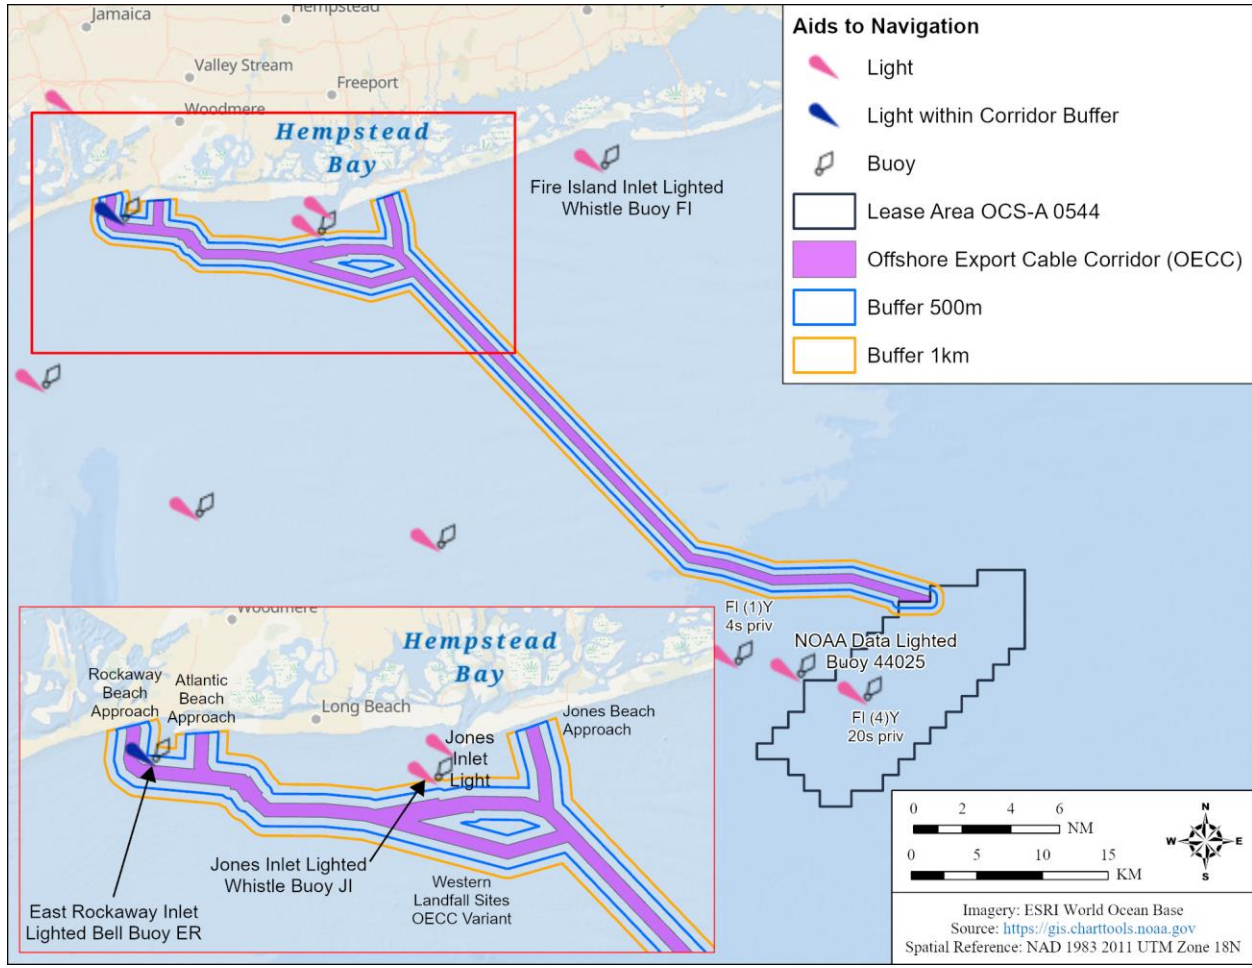 Jamaica
Hempstead
Valley Stream
Freeport
Woodmere
Hempstead
Bay
Fire Island Inlet Lighted
Whistle Buoy FI
Aids to Navigation
Light
Light within Corridor Buffer
Buoy
Lease Area OCS-A 0544
Offshore Export Cable Corridor (OECC)
Buffer 500m
Buffer 1km
Fl (1)Y
4s priv
NOAA Data Lighted
Buoy 44025
Fl (4)Y
20s priv
Woodmere
Hempstead
Bay
Rockaway
Beach
Approach
Atlantic
Beach
Approach
Long Beach
Jones Beach
Approach
Jones
Inlet
Light
Jones Inlet Lighted
Whistle Buoy JI
Western
Landfall Sites
OECC Variant
East Rockaway Inlet
Lighted Bell Buoy ER
0 2 4 6
NM
0 5 10 15
KM
N
W E
S
Imagery: ESRI World Ocean Base
Source: https://gis.charttools.noaa.gov
Spatial Reference: NAD 1983 2011 UTM Zone 18N